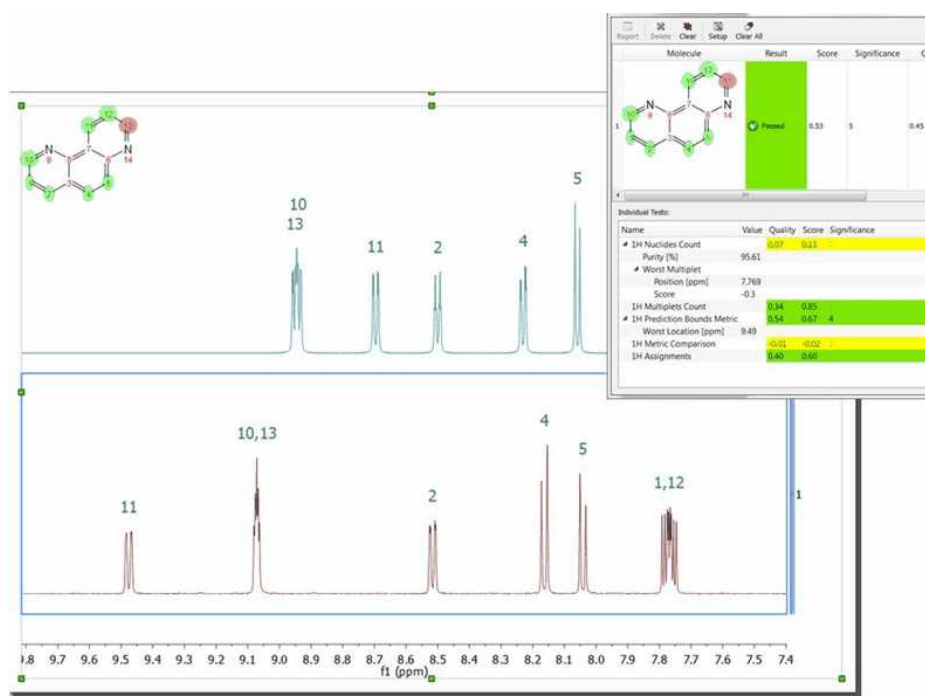 Report Delete Clear Setup Clear All
Molecule Result Score Significance
1 Passed 0.53 5 0.45
N N
9 14
Individual Tests:
Name Value Quality Score Significance
1H Nuclides Count 0.07 0.13
Purity [%] 95.61
Worst Multiplet
Position [ppm] 7.769
Score -0.3
1H Multiplets Count 0.34 0.85
1H Prediction Bounds Metric 0.54 0.67 4
Worst Location [ppm] 9.49
1H Metric Comparison -0.01 -0.02
1H Assignments 0.40 0.60
N N
9 14
10
13
11
2
4
5
11
10,13
2
4
5
1,12
1
9.8 9.7 9.6 9.5 9.4 9.3 9.2 9.1 9.0 8.9 8.8 8.7 8.6 8.5 8.4 8.3 8.2 8.1 8.0 7.9 7.8 7.7 7.6 7.5 7.4
f1 (ppm)